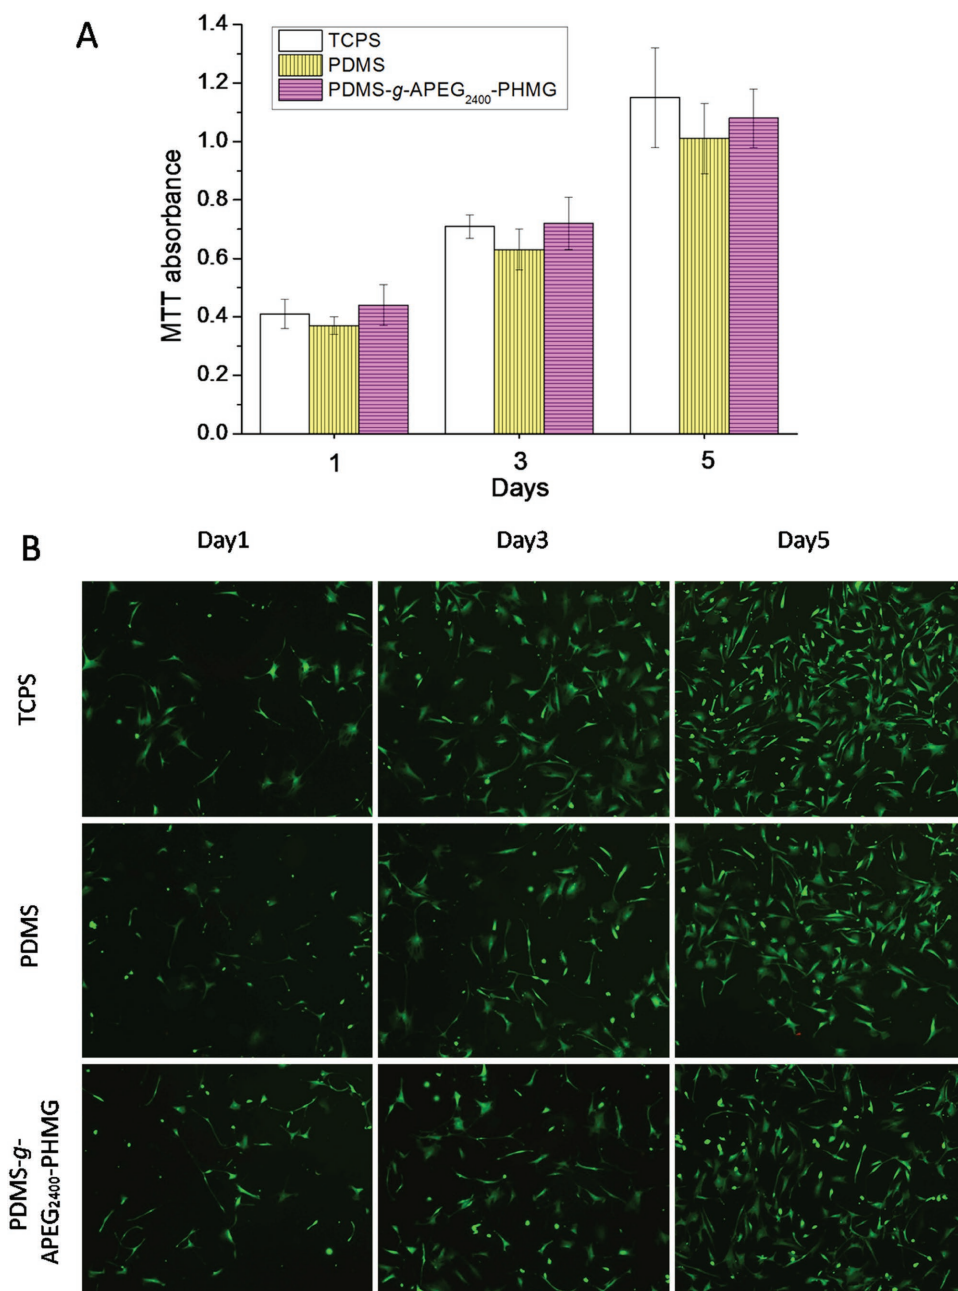 A
1.4
1.2
1.0
0.8
0.6
0.4
0.2
0.0
MTT absorbance
TCPS
PDMS
PDMS-g-APEG2400-PHMG
1 3 5
Days
B
Day1 Day3 Day5
TCPS
PDMS
PDMS-g-
APEG2400-PHMG